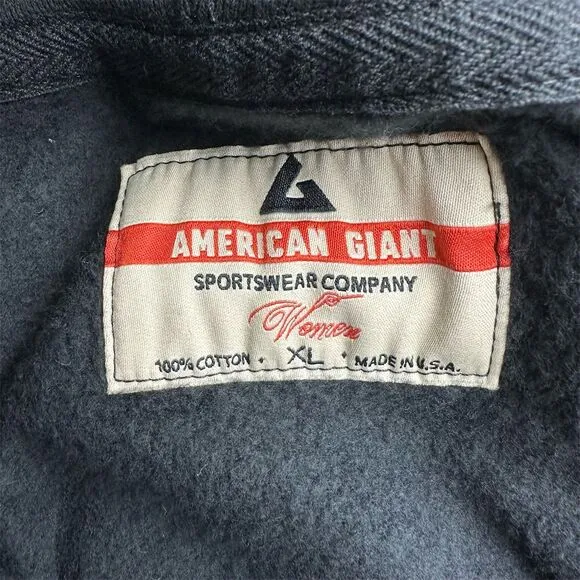 AMERICAN GIANT
SPORTSWEAR COMPANY
Women
100% COTTON · XL · MADE IN U.S.A.